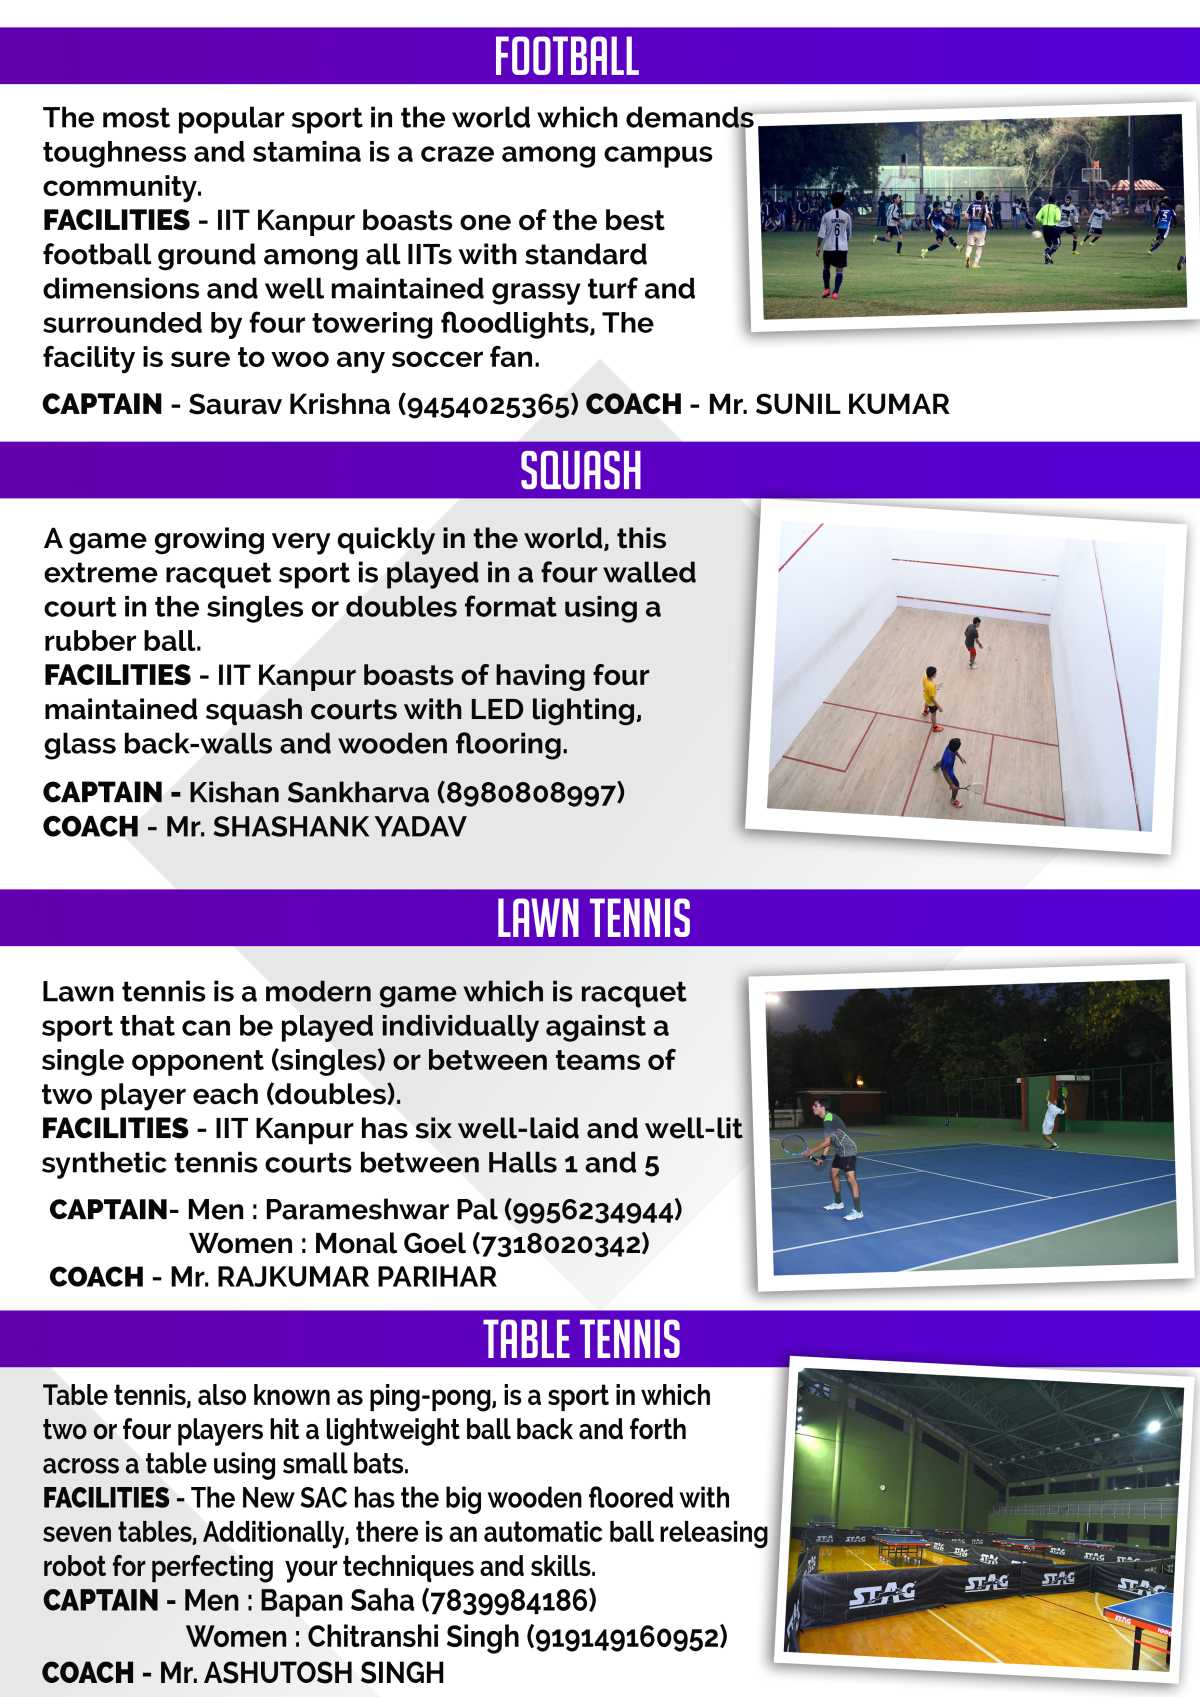 FOOTBALL
The most popular sport in the world which demands
toughness and stamina is a craze among campus
community.
FACILITIES - IIT Kanpur boasts one of the best
football ground among all IITs with standard
dimensions and well maintained grassy turf and
surrounded by four towering floodlights, The
facility is sure to woo any soccer fan.
CAPTAIN - Saurav Krishna (9454025365) COACH - Mr. SUNIL KUMAR
SQUASH
A game growing very quickly in the world, this
extreme racquet sport is played in a four walled
court in the singles or doubles format using a
rubber ball.
FACILITIES - IIT Kanpur boasts of having four
maintained squash courts with LED lighting,
glass back-walls and wooden flooring.
CAPTAIN - Kishan Sankharva (8980808997)
COACH - Mr. SHASHANK YADAV
LAWN TENNIS
Lawn tennis is a modern game which is racquet
sport that can be played individually against a
single opponent (singles) or between teams of
two player each (doubles).
FACILITIES - IIT Kanpur has six well-laid and well-lit
synthetic tennis courts between Halls 1 and 5
CAPTAIN- Men : Parameshwar Pal (9956234944)
Women : Monal Goel (7318020342)
COACH - Mr. RAJKUMAR PARIHAR
TABLE TENNIS
Table tennis, also known as ping-pong, is a sport in which
two or four players hit a lightweight ball back and forth
across a table using small bats.
FACILITIES - The New SAC has the big wooden floored with
seven tables, Additionally, there is an automatic ball releasing
robot for perfecting  your techniques and skills.
CAPTAIN - Men : Bapan Saha (7839984186)
Women : Chitranshi Singh (919149160952)
COACH - Mr. ASHUTOSH SINGH
6
17
STAG
STAG
STAG
STAG
STAG